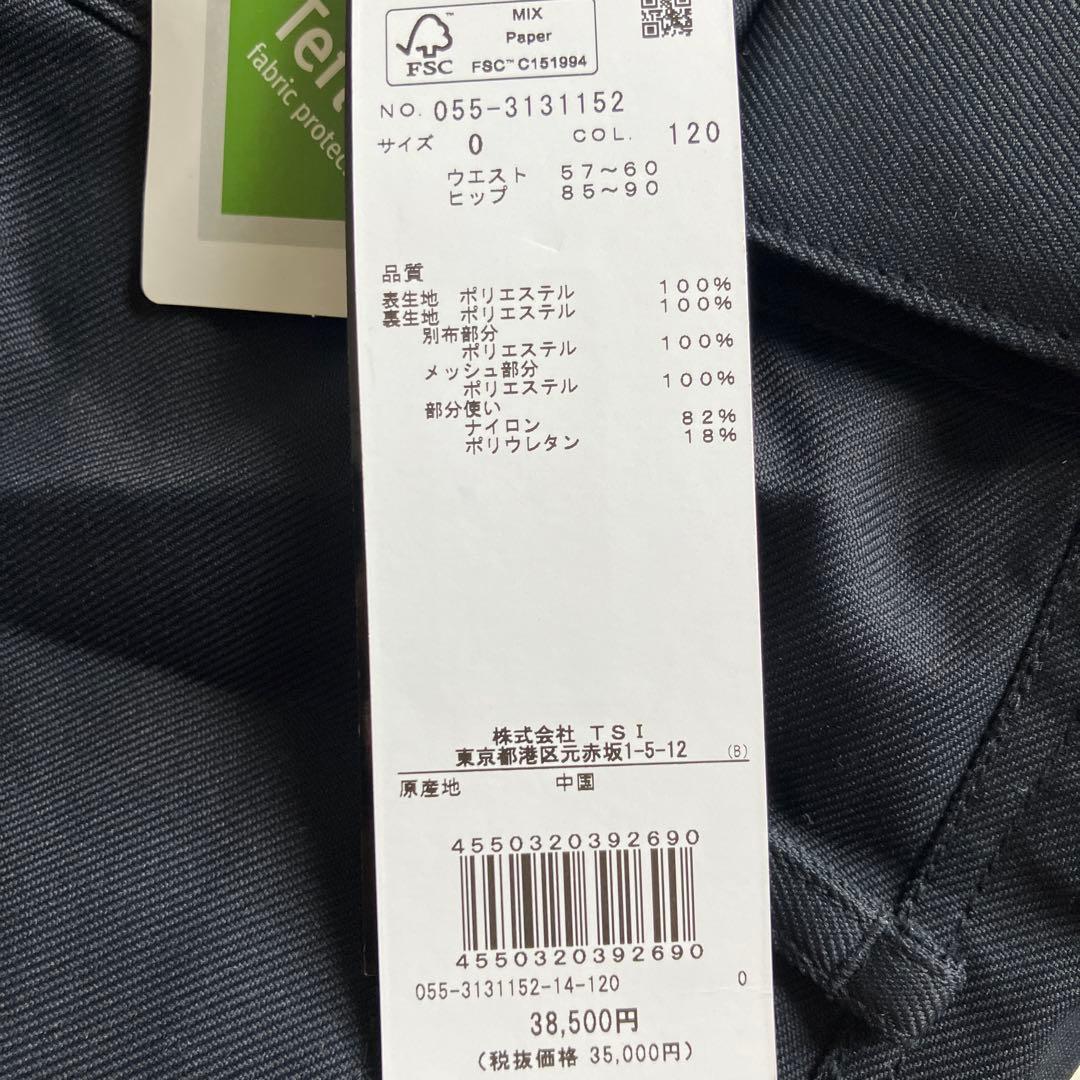 fabric protec
MIX
Paper
FSC™ C151994
FSC
NO. 055-3131152
サイズ 0 COL. 120
ウエスト 57～60
ヒップ 85～90
品質
表生地 ポリエステル 100%
裏生地 ポリエステル 100%
別布部分
ポリエステル 100%
メッシュ部分
ポリエステル 100%
部分使い
ナイロン 82%
ポリウレタン 18%
株式会社 TSI
東京都港区元赤坂1-5-12 (B)
原産地 中国
4550320392690
4550320392690
055-3131152-14-120 0
38,500円
(税抜価格 35,000円)